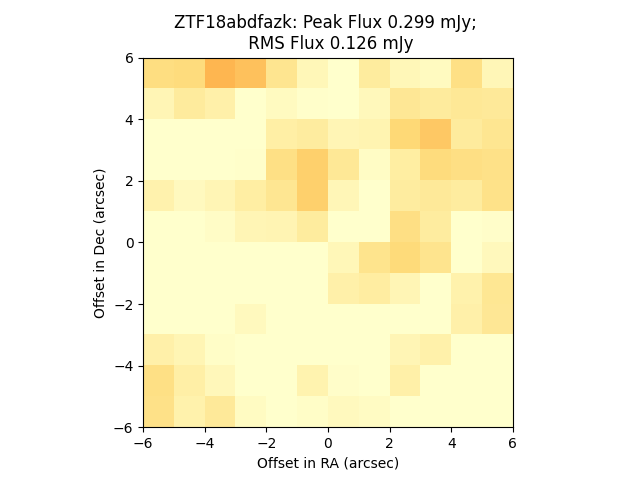 ZTF18abdfazk: Peak Flux 0.299 mJy;
RMS Flux 0.126 mJy
6
4
2
0
−2
−4
−6
Offset in Dec (arcsec)
−6 −4 −2 0 2 4 6
Offset in RA (arcsec)